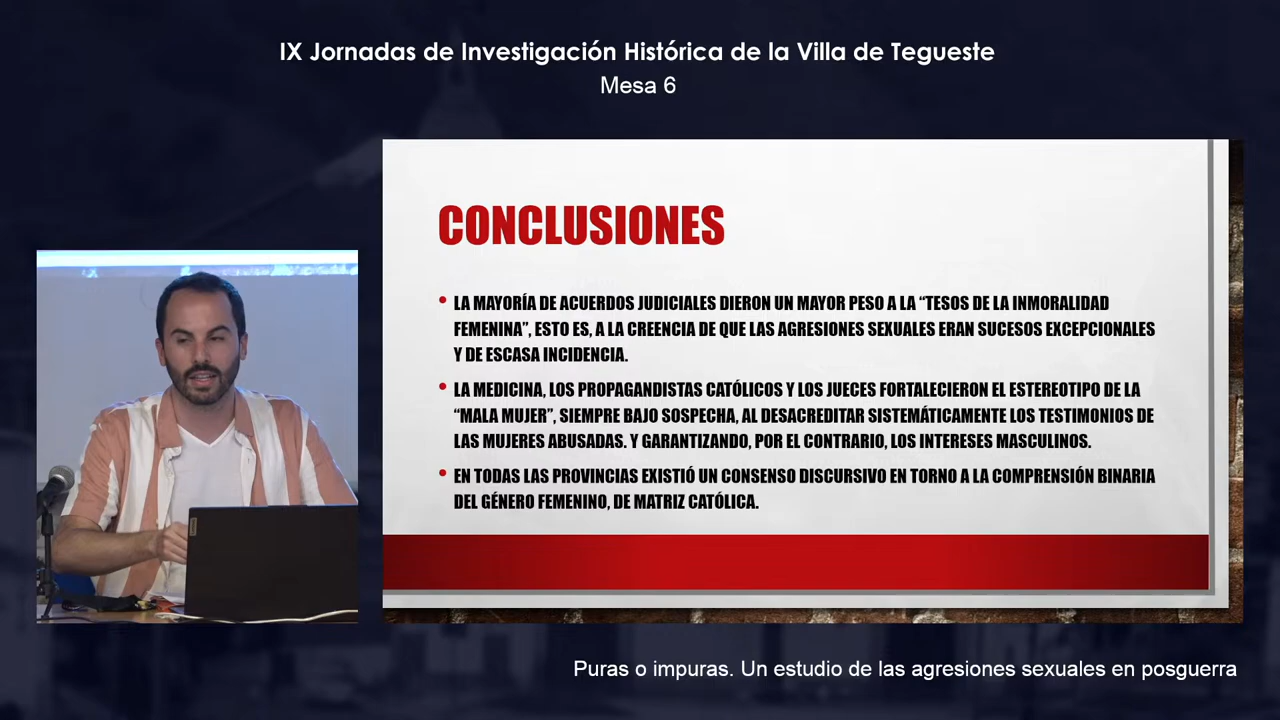 IX Jornadas de Investigación Histórica de la Villa de Tegueste
Mesa 6
CONCLUSIONES
• LA MAYORÍA DE ACUERDOS JUDICIALES DIERON UN MAYOR PESO A LA “TESOS DE LA INMORALIDAD
FEMENINA”, ESTO ES, A LA CREENCIA DE QUE LAS AGRESIONES SEXUALES ERAN SUCESOS EXCEPCIONALES
Y DE ESCASA INCIDENCIA.
• LA MEDICINA, LOS PROPAGANDISTAS CATÓLICOS Y LOS JUECES FORTALECIERON EL ESTEREOTIPO DE LA
“MALA MUJER”, SIEMPRE BAJO SOSPECHA, AL DESACREDITAR SISTEMÁTICAMENTE LOS TESTIMONIOS DE
LAS MUJERES ABUSADAS. Y GARANTIZANDO, POR EL CONTRARIO, LOS INTERESES MASCULINOS.
• EN TODAS LAS PROVINCIAS EXISTIÓ UN CONSENSO DISCURSIVO EN TORNO A LA COMPRENSIÓN BINARIA
DEL GÉNERO FEMENINO, DE MATRIZ CATÓLICA.
Puras o impuras. Un estudio de las agresiones sexuales en posguerra